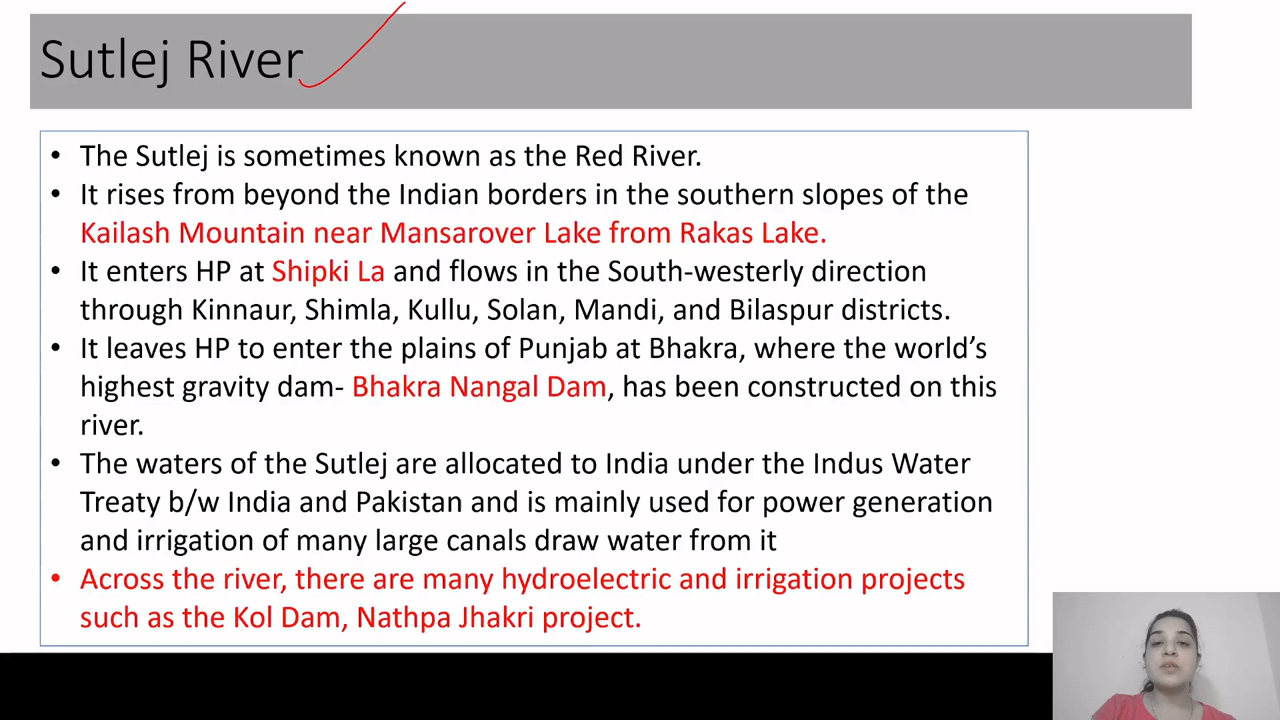 Sutlej River
• The Sutlej is sometimes known as the Red River.
• It rises from beyond the Indian borders in the southern slopes of the
Kailash Mountain near Mansarover Lake from Rakas Lake.
• It enters HP at Shipki La and flows in the South-westerly direction
through Kinnaur, Shimla, Kullu, Solan, Mandi, and Bilaspur districts.
• It leaves HP to enter the plains of Punjab at Bhakra, where the world's
highest gravity dam- Bhakra Nangal Dam, has been constructed on this
river.
• The waters of the Sutlej are allocated to India under the Indus Water
Treaty b/w India and Pakistan and is mainly used for power generation
and irrigation of many large canals draw water from it
• Across the river, there are many hydroelectric and irrigation projects
such as the Kol Dam, Nathpa Jhakri project.